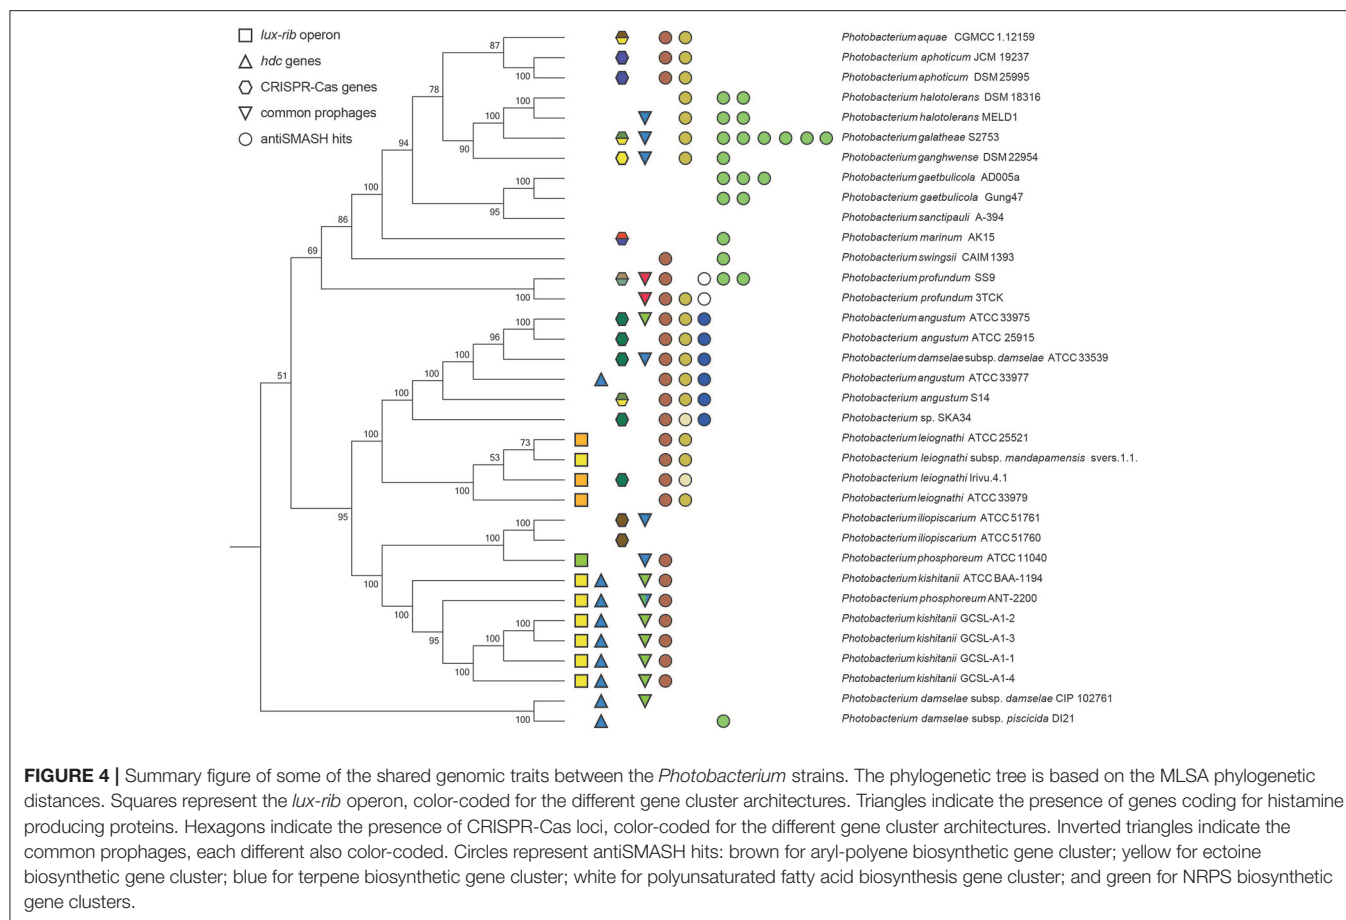 lux-rib operon
hdc genes
CRISPR-Cas genes
common prophages
antiSMASH hits
87
100
78
100
100
90
94
100
95
86
69
100
51
100
96
100
100
100
100
73
53
100
95
100
100
100
100
100
95
100
100
100
100
Photobacterium aquae CGMCC 1.12159
Photobacterium aphoticum JCM 19237
Photobacterium aphoticum DSM 25995
Photobacterium halotolerans DSM 18316
Photobacterium halotolerans MELD1
Photobacterium galatheae S2753
Photobacterium ganghwense DSM 22954
Photobacterium gaetbulicola AD005a
Photobacterium gaetbulicola Gung47
Photobacterium sanctipauli A-394
Photobacterium marinum AK15
Photobacterium swingsii CAIM 1393
Photobacterium profundum SS9
Photobacterium profundum 3TCK
Photobacterium angustum ATCC 33975
Photobacterium angustum ATCC 25915
Photobacterium damselae subsp. damselae ATCC 33539
Photobacterium angustum ATCC 33977
Photobacterium angustum S14
Photobacterium sp. SKA34
Photobacterium leiognathi ATCC 25521
Photobacterium leiognathi subsp. mandapamensis svers.1.1.
Photobacterium leiognathi lrivu.4.1
Photobacterium leiognathi ATCC 33979
Photobacterium iliopiscarium ATCC 51761
Photobacterium iliopiscarium ATCC 51760
Photobacterium phosphoreum ATCC 11040
Photobacterium kishitanii ATCC BAA-1194
Photobacterium phosphoreum ANT-2200
Photobacterium kishitanii GCSL-A1-2
Photobacterium kishitanii GCSL-A1-3
Photobacterium kishitanii GCSL-A1-1
Photobacterium kishitanii GCSL-A1-4
Photobacterium damselae subsp. damselae CIP 102761
Photobacterium damselae subsp. piscicida DI21
FIGURE 4 | Summary figure of some of the shared genomic traits between the Photobacterium strains. The phylogenetic tree is based on the MLSA phylogenetic
distances. Squares represent the lux-rib operon, color-coded for the different gene cluster architectures. Triangles indicate the presence of genes coding for histamine
producing proteins. Hexagons indicate the presence of CRISPR-Cas loci, color-coded for the different gene cluster architectures. Inverted triangles indicate the
common prophages, each different also color-coded. Circles represent antiSMASH hits: brown for aryl-polyene biosynthetic gene cluster; yellow for ectoine
biosynthetic gene cluster; blue for terpene biosynthetic gene cluster; white for polyunsaturated fatty acid biosynthesis gene cluster; and green for NRPS biosynthetic
gene clusters.